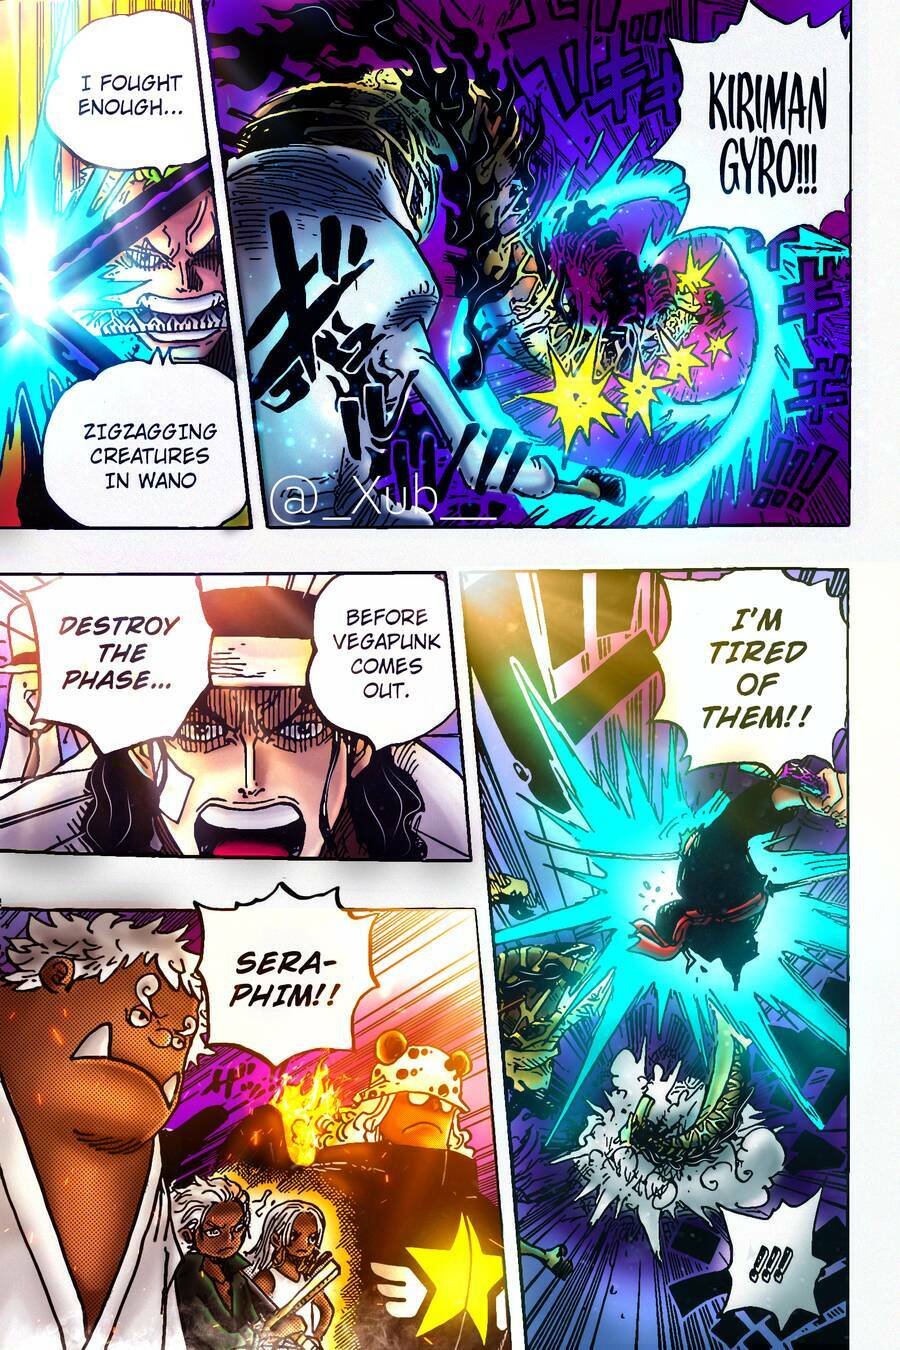 KIRIMAN
GYRO!!!
I FOUGHT
ENOUGH...
ZIGZAGGING
CREATURES
IN WANO
@_Xub__
I'M
TIRED
OF
THEM!!
!!!
BEFORE
VEGAPUNK
COMES
OUT.
DESTROY
THE
PHASE...
SERA-
PHIM!!